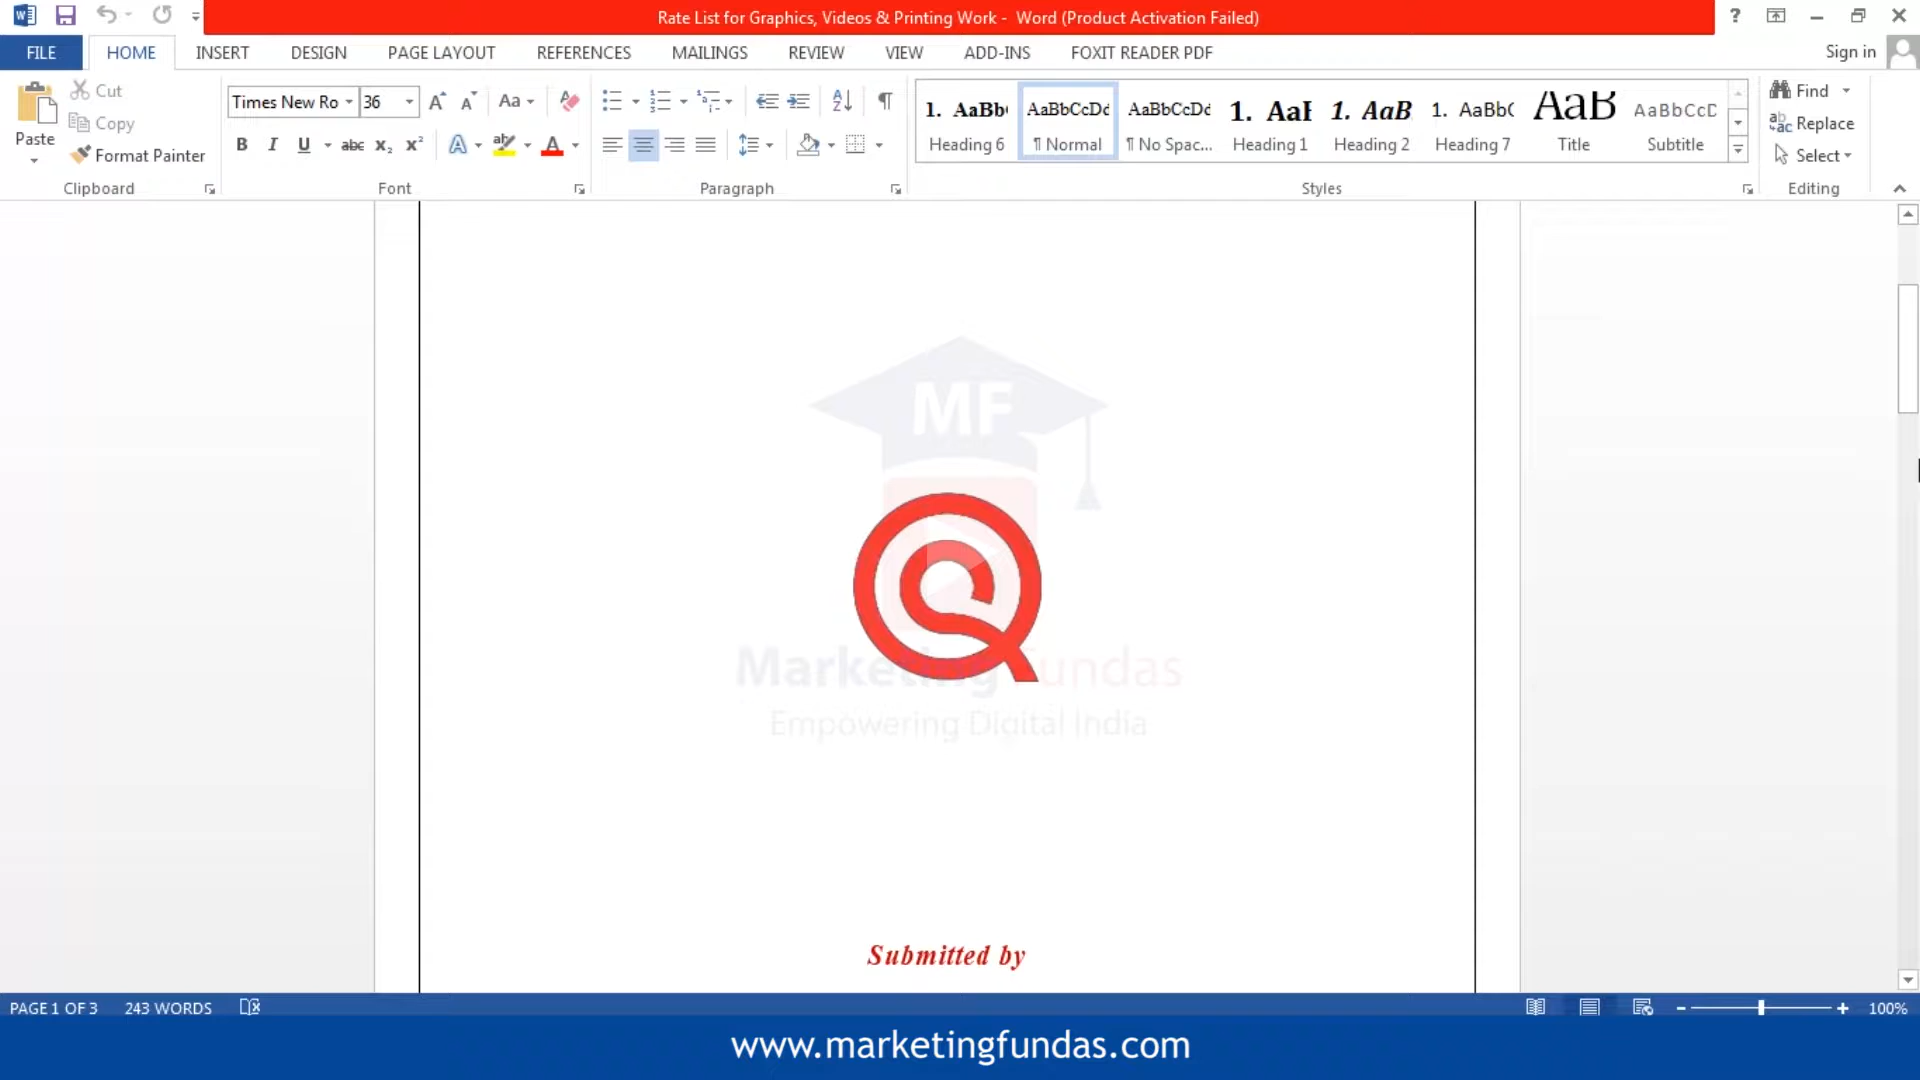 Rate List for Graphics, Videos & Printing Work - Word (Product Activation Failed)
FILE HOME INSERT DESIGN PAGE LAYOUT REFERENCES MAILINGS REVIEW VIEW ADD-INS FOXIT READER PDF Sign in
Paste
Cut
Copy
Format Painter
Clipboard
Times New Ro 36
Font
Paragraph
1. AaBb AaBbCcDd AaBbCcDd 1. AaB 1. AaB 1. AaBbC AaB AaBbCcD
Heading 6 ¶ Normal ¶ No Spac... Heading 1 Heading 2 Heading 7 Title Subtitle
Styles
Find
Replace
Select
Editing
MF
Marketing Fundas
Empowering Digital India
Submitted by
PAGE 1 OF 3 243 WORDS 100%
www.marketingfundas.com